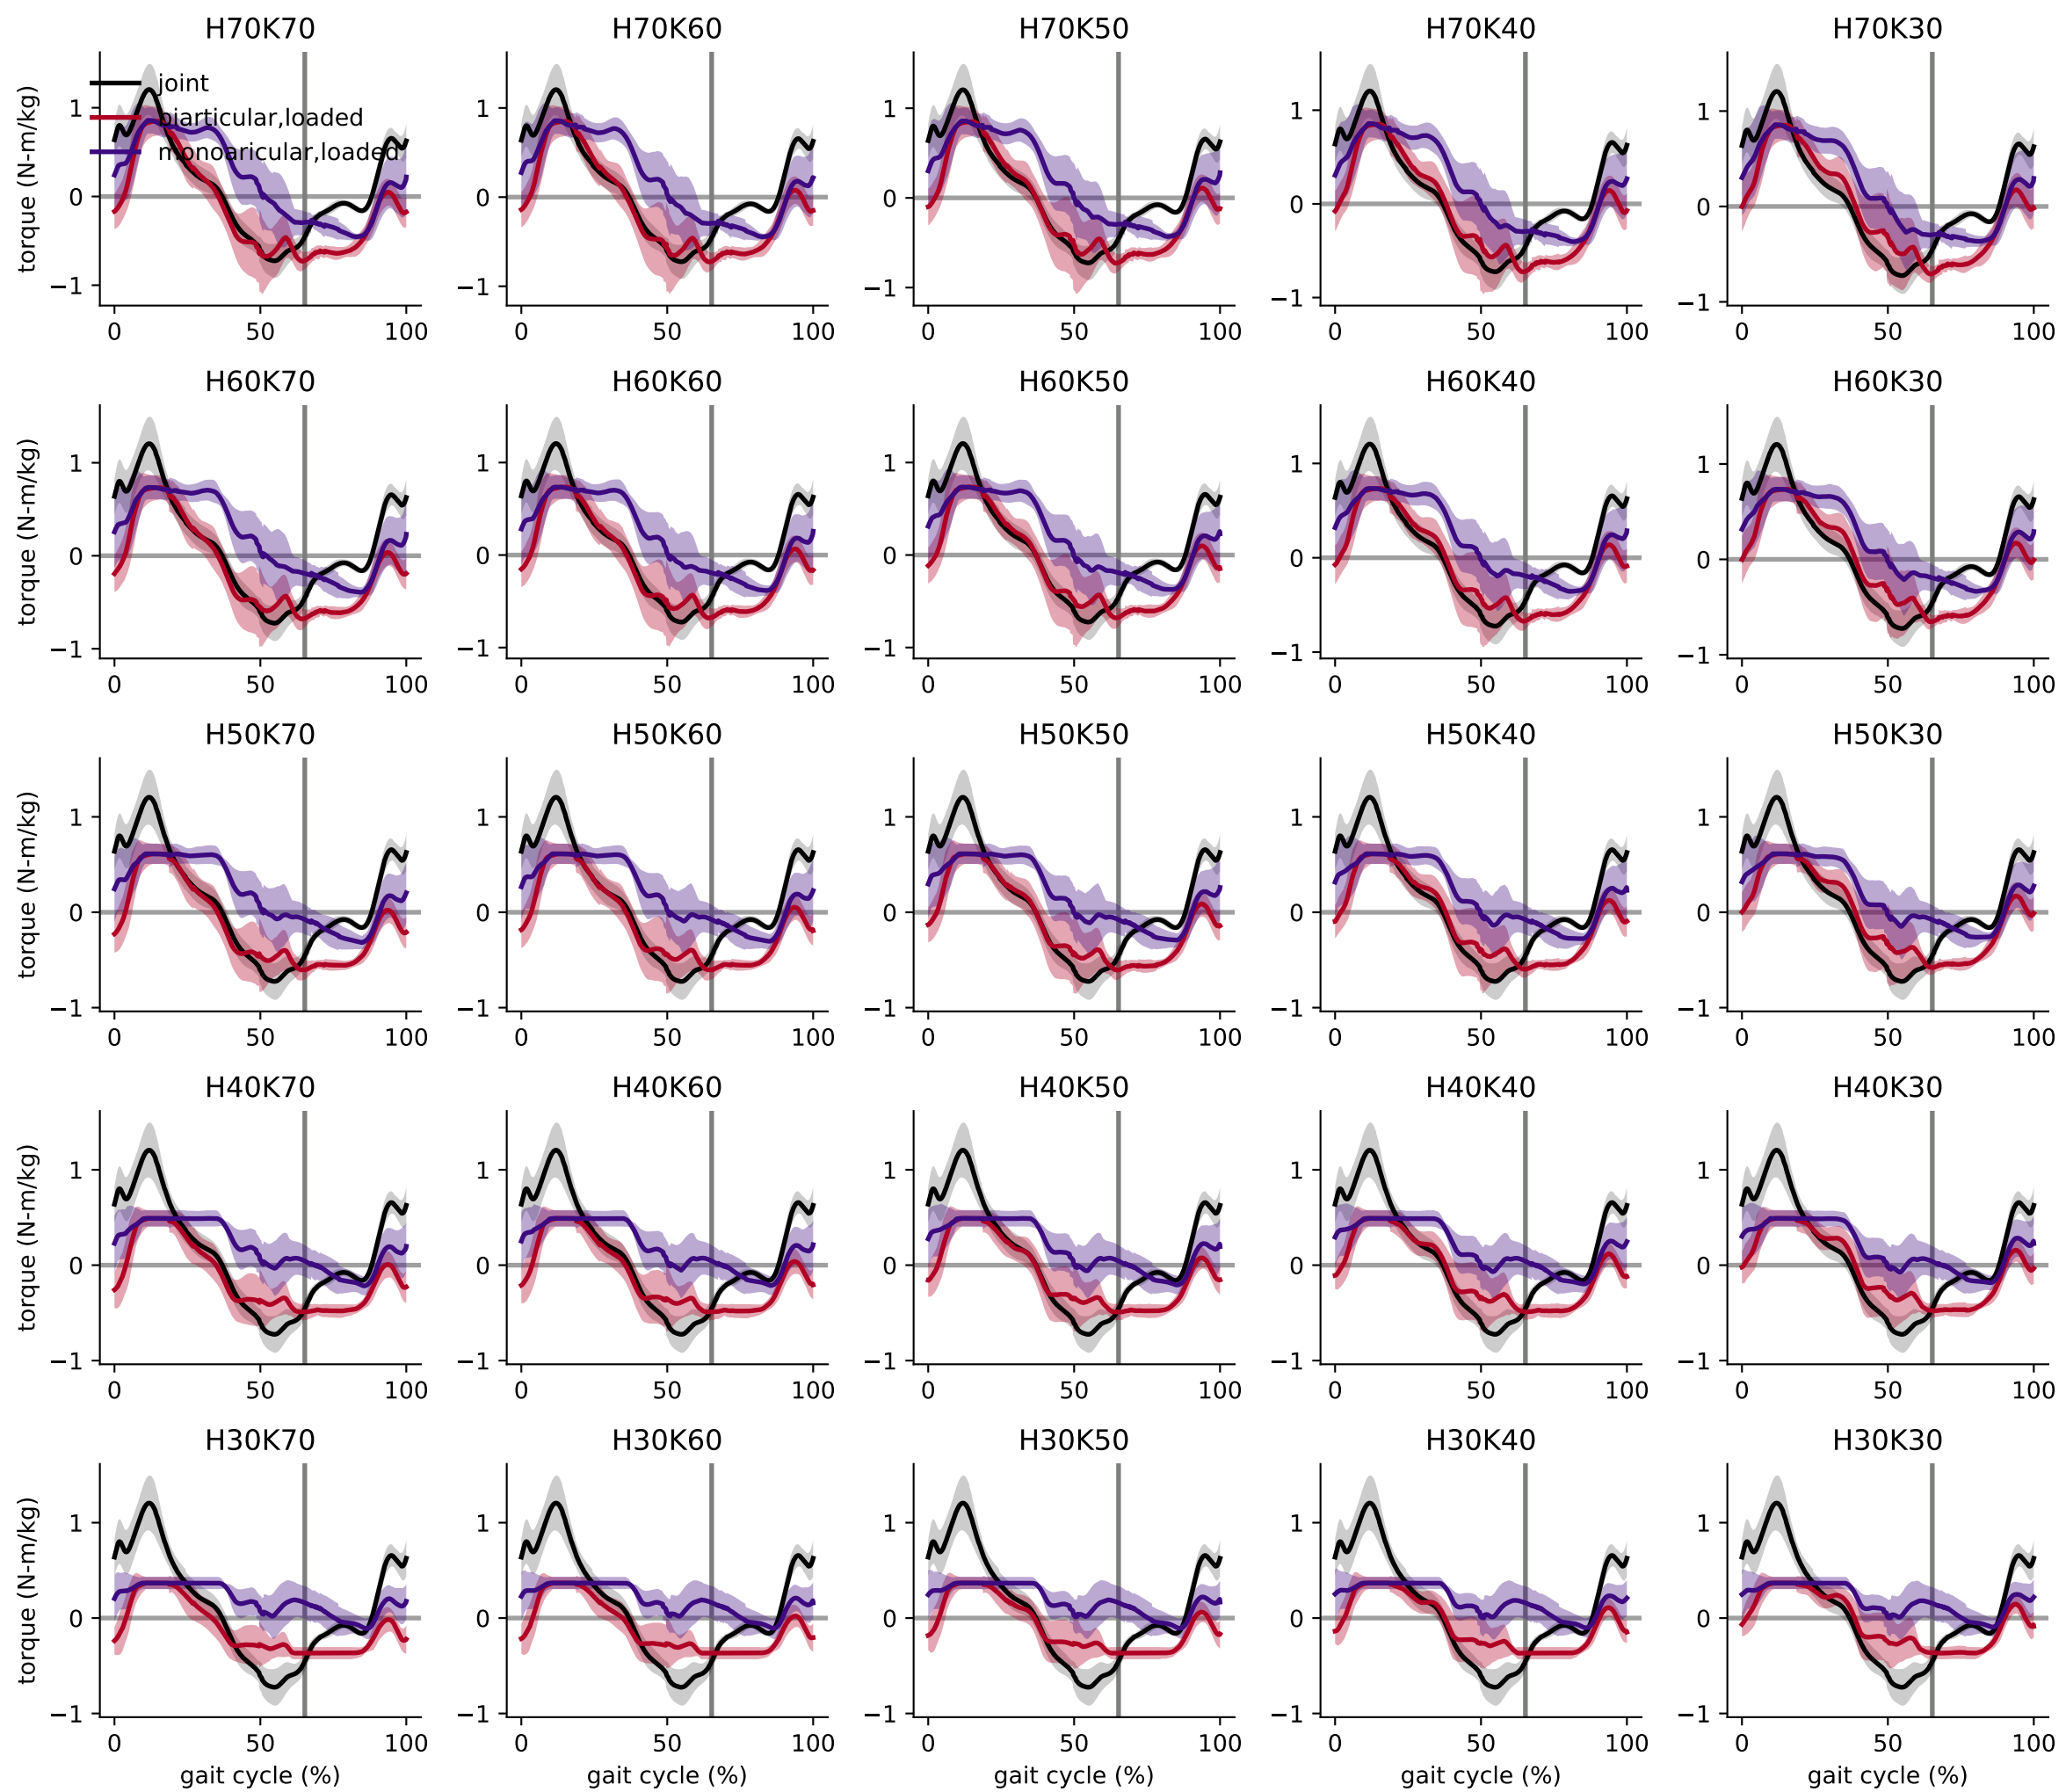 H70K70 H70K60 H70K50 H70K40 H70K30
joint
biarticular,loaded
monoaricular,loaded
torque (N-m/kg)
1 1 1 1 1
0 0 0 0 0
−1 −1 −1 −1 −1
0 50 100 0 50 100 0 50 100 0 50 100 0 50 100
H60K70 H60K60 H60K50 H60K40 H60K30
torque (N-m/kg)
1 1 1 1 1
0 0 0 0 0
−1 −1 −1 −1 −1
0 50 100 0 50 100 0 50 100 0 50 100 0 50 100
H50K70 H50K60 H50K50 H50K40 H50K30
torque (N-m/kg)
1 1 1 1 1
0 0 0 0 0
−1 −1 −1 −1 −1
0 50 100 0 50 100 0 50 100 0 50 100 0 50 100
H40K70 H40K60 H40K50 H40K40 H40K30
torque (N-m/kg)
1 1 1 1 1
0 0 0 0 0
−1 −1 −1 −1 −1
0 50 100 0 50 100 0 50 100 0 50 100 0 50 100
H30K70 H30K60 H30K50 H30K40 H30K30
torque (N-m/kg)
1 1 1 1 1
0 0 0 0 0
−1 −1 −1 −1 −1
0 50 100 0 50 100 0 50 100 0 50 100 0 50 100
gait cycle (%) gait cycle (%) gait cycle (%) gait cycle (%) gait cycle (%)